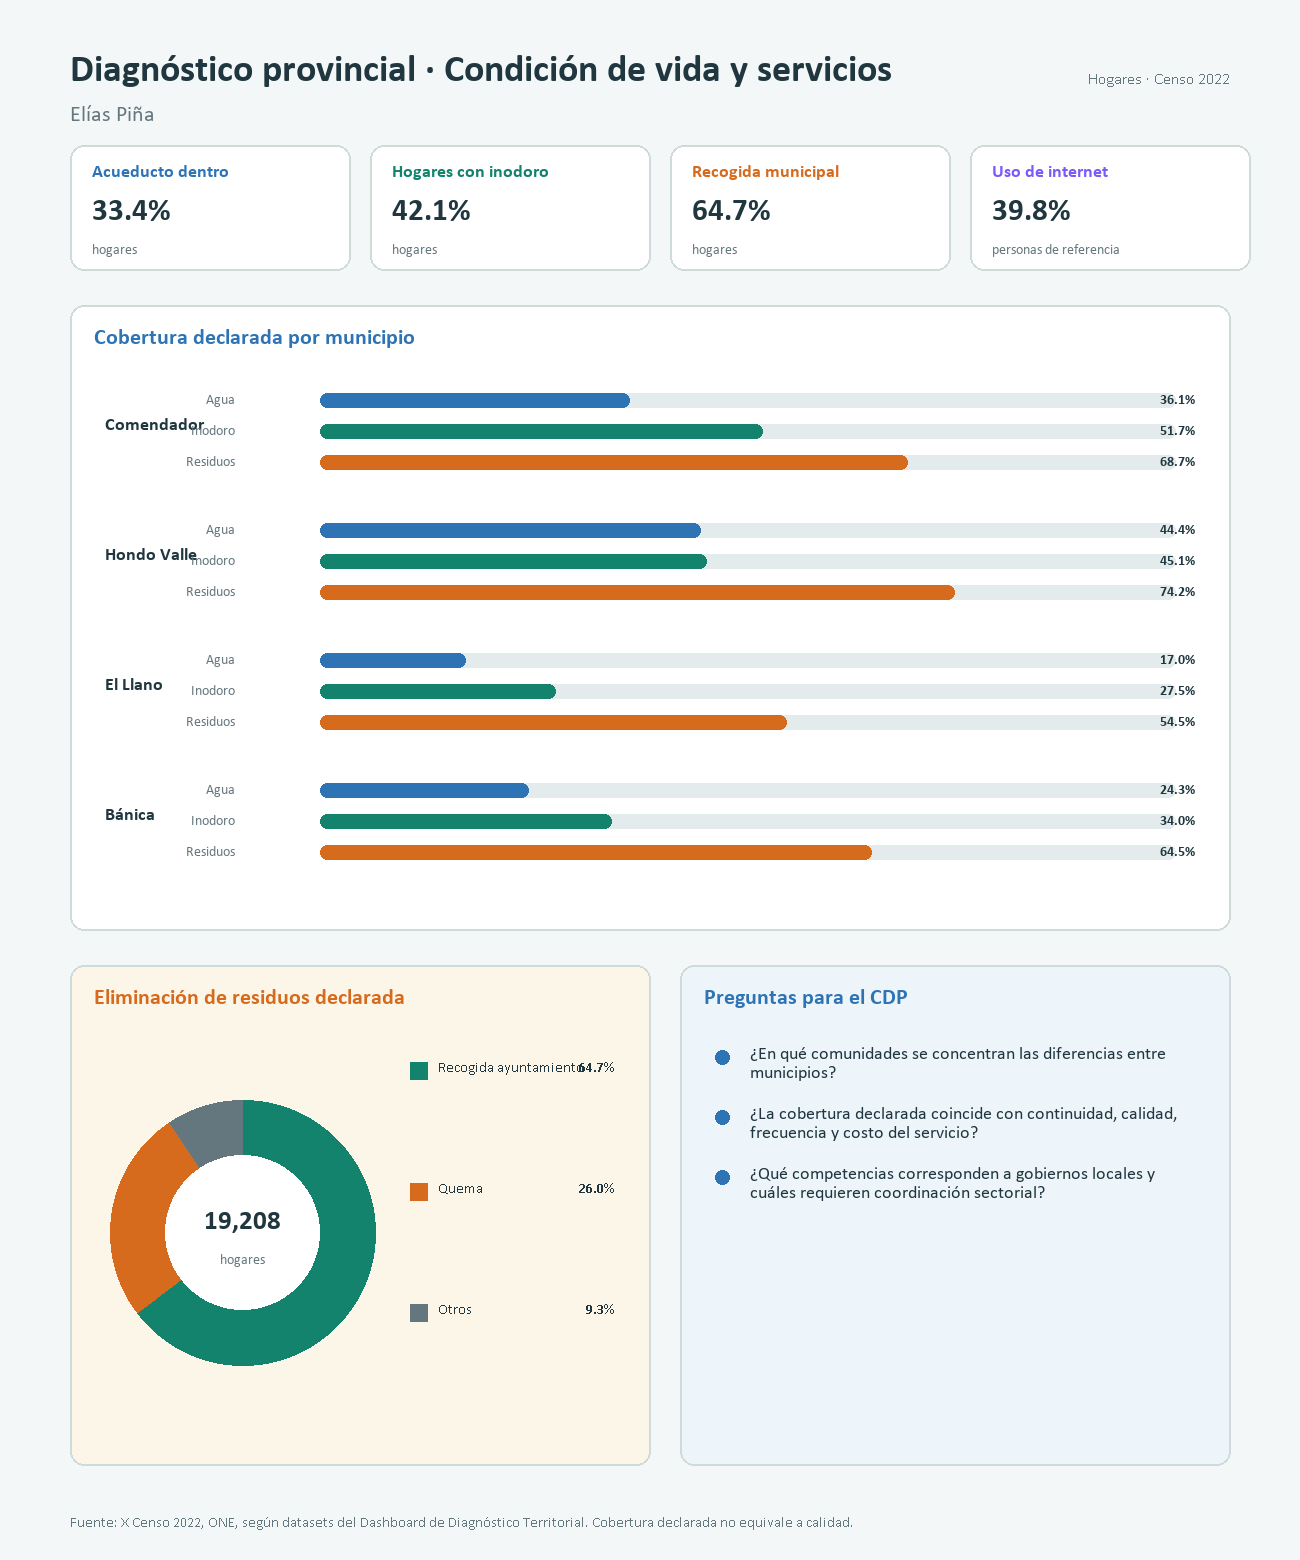 Diagnóstico provincial · Condición de vida y servicios
Hogares · Censo 2022
Elías Piña
Acueducto dentro
33.4%
hogares
Hogares con inodoro
42.1%
hogares
Recogida municipal
64.7%
hogares
Uso de internet
39.8%
personas de referencia
Cobertura declarada por municipio
Comendador
Agua
36.1%
Inodoro
51.7%
Residuos
68.7%
Hondo Valle
Agua
44.4%
Inodoro
45.1%
Residuos
74.2%
El Llano
Agua
17.0%
Inodoro
27.5%
Residuos
54.5%
Bánica
Agua
24.3%
Inodoro
34.0%
Residuos
64.5%
Eliminación de residuos declarada
Recogida ayuntamiento
64.7%
Quema
26.0%
Otros
9.3%
19,208
hogares
Preguntas para el CDP
¿En qué comunidades se concentran las diferencias entre
municipios?
¿La cobertura declarada coincide con continuidad, calidad,
frecuencia y costo del servicio?
¿Qué competencias corresponden a gobiernos locales y
cuáles requieren coordinación sectorial?
Fuente: X Censo 2022, ONE, según datasets del Dashboard de Diagnóstico Territorial. Cobertura declarada no equivale a calidad.